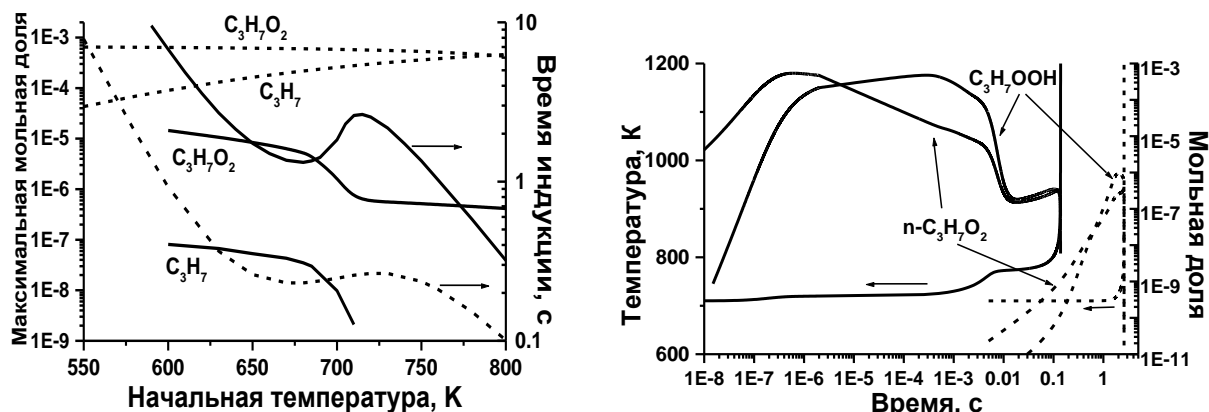 Максимальная мольная доля
1E-3
1E-4
1E-5
1E-6
1E-7
1E-8
1E-9
C₃H₇O₂
C₃H₇
C₃H₇O₂
C₃H₇
10
1
0.1
Время индукции, с
550 600 650 700 750 800
Начальная температура, К
Температура, К
1200
1000
800
600
C₃H₇OOH
n-C₃H₇O₂
1E-3
1E-5
1E-7
1E-9
1E-11
Мольная доля
1E-8 1E-7 1E-6 1E-5 1E-4 1E-3 0.01 0.1 1
Время, с